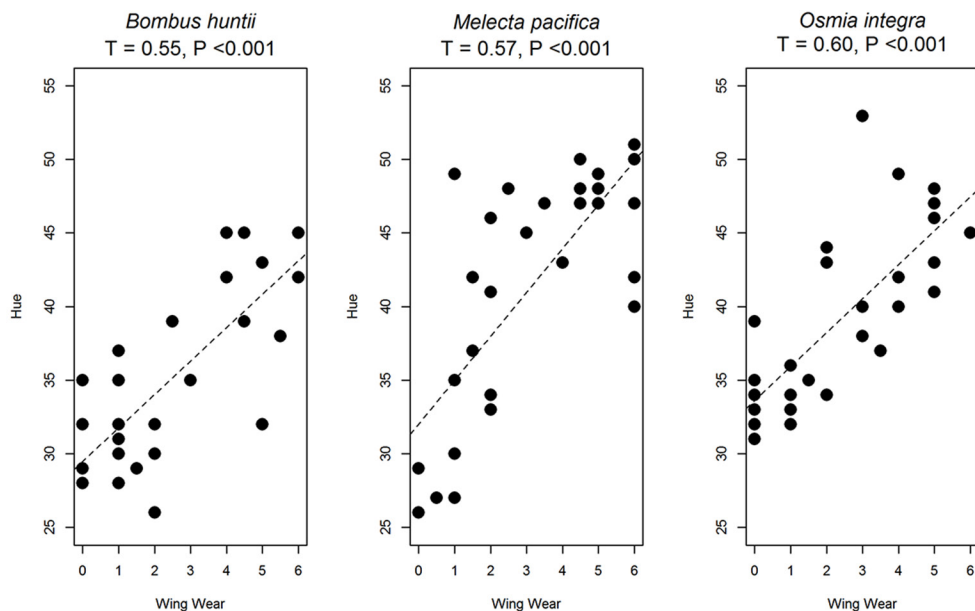 Bombus huntii
T = 0.55, P <0.001
Hue
25
30
35
40
45
50
55
0 1 2 3 4 5 6
Wing Wear
Melecta pacifica
T = 0.57, P <0.001
Hue
25
30
35
40
45
50
55
0 1 2 3 4 5 6
Wing Wear
Osmia integra
T = 0.60, P <0.001
Hue
25
30
35
40
45
50
55
0 1 2 3 4 5 6
Wing Wear